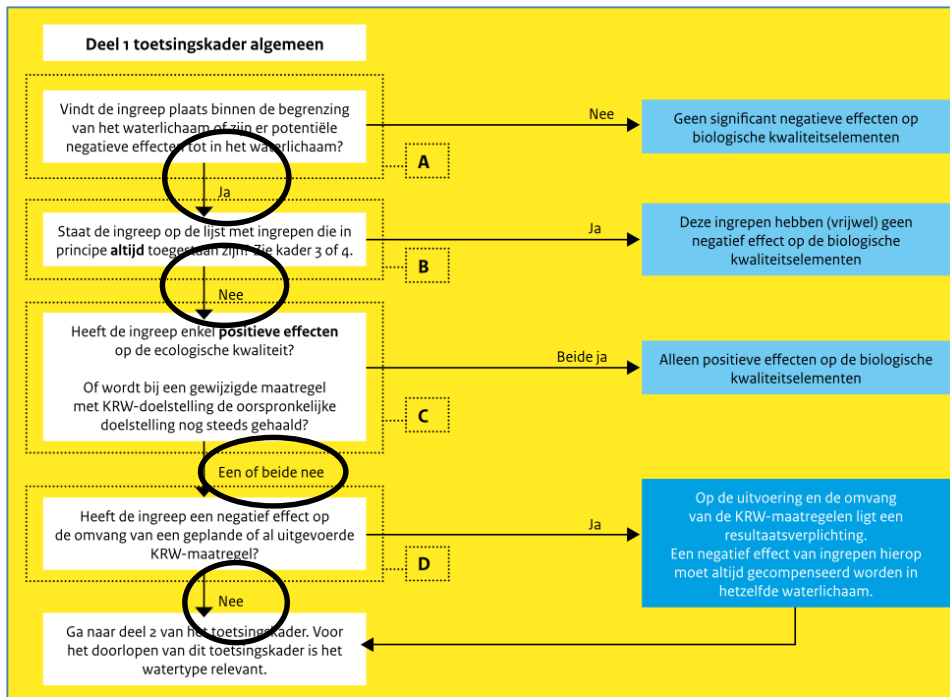 Deel 1 toetsingskader algemeen
Vindt de ingreep plaats binnen de begrenzing
van het waterlichaam of zijn er potentiële
negatieve effecten tot in het waterlichaam?
Nee
Geen significant negatieve effecten op
biologische kwaliteitselementen
A
Ja
Staat de ingreep op de lijst met ingrepen die in
principe altijd toegestaan zijn? Zie kader 3 of 4.
Ja
Deze ingrepen hebben (vrijwel) geen
negatief effect op de biologische
kwaliteitselementen
B
Nee
Heeft de ingreep enkel positieve effecten
op de ecologische kwaliteit?
Of wordt bij een gewijzigde maatregel
met KRW-doelstelling de oorspronkelijke
doelstelling nog steeds gehaald?
Beide ja
Alleen positieve effecten op de biologische
kwaliteitselementen
C
Een of beide nee
Heeft de ingreep een negatief effect op
de omvang van een geplande of al uitgevoerde
KRW-maatregel?
Ja
Op de uitvoering en de omvang
van de KRW-maatregelen ligt een
resultaatsverplichting.
Een negatief effect van ingrepen hierop
moet altijd gecompenseerd worden in
hetzelfde waterlichaam.
D
Nee
Ga naar deel 2 van het toetsingskader. Voor
het doorlopen van dit toetsingskader is het
watertype relevant.